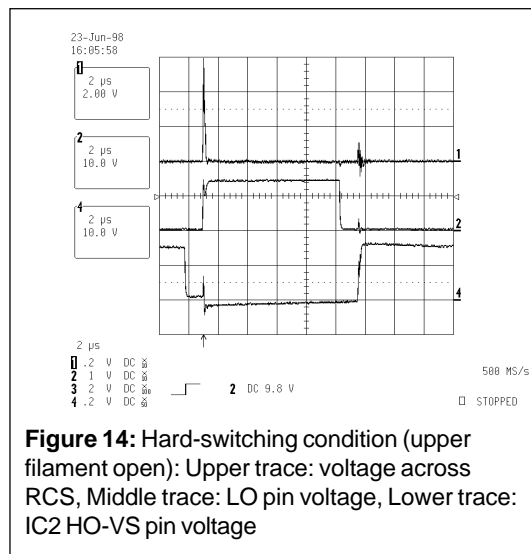 23-Jun-98
16:05:58
1
2 µs
2.00 V
2
2 µs
10.0 V
4
2 µs
10.0 V
1
2
4
2 µs
1 .2 V DC
2 1 V DC
3 2 V DC
4 .2 V DC
2 DC 9.8 V
500 MS/s
STOPPED
Figure 14: Hard-switching condition (upper
filament open): Upper trace: voltage across
RCS, Middle trace: LO pin voltage, Lower trace:
IC2 HO-VS pin voltage